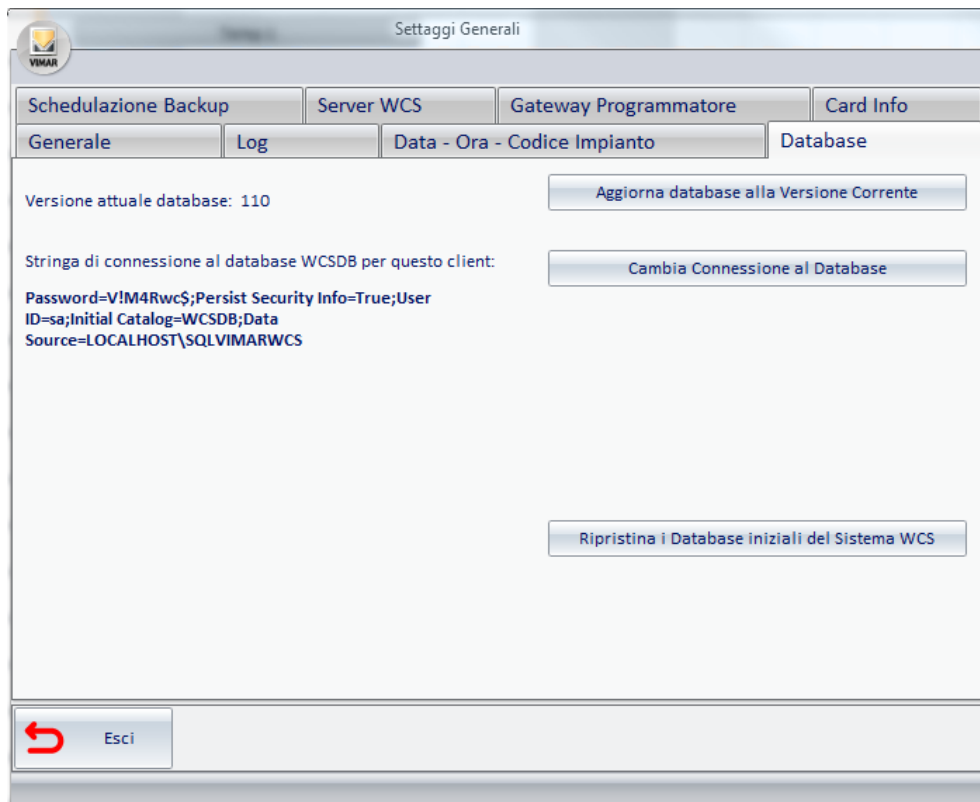 Settaggi Generali
VIMAR
Schedulazione Backup
Server WCS
Gateway Programmatore
Card Info
Generale
Log
Data - Ora - Codice Impianto
Database
Versione attuale database: 110
Aggiorna database alla Versione Corrente
Stringa di connessione al database WCSDB per questo client:
Cambia Connessione al Database
Password=V!M4Rwc$;Persist Security Info=True;User
ID=sa;Initial Catalog=WCSDB;Data
Source=LOCALHOST\SQLVIMARWCS
Ripristina i Database iniziali del Sistema WCS
Esci